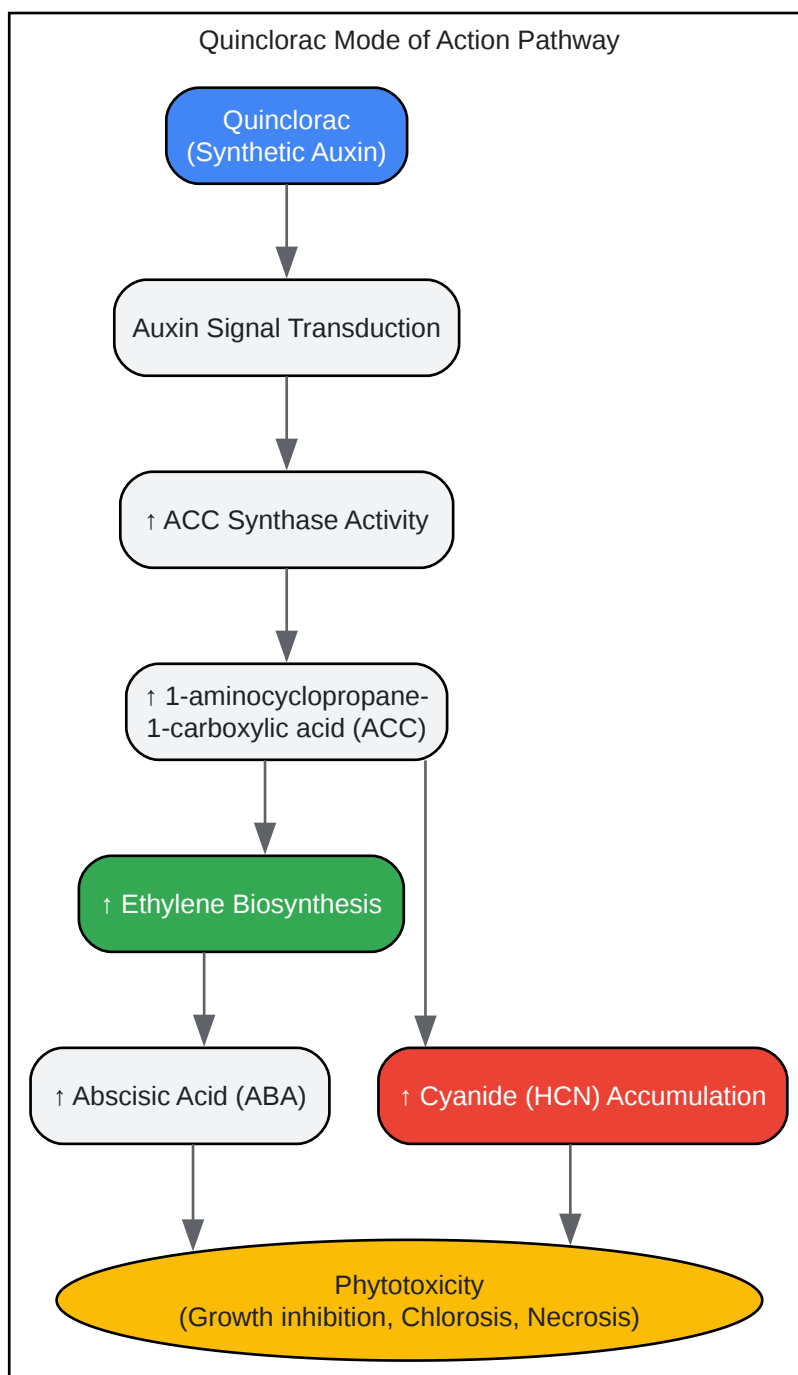 Quinclorac Mode of Action Pathway
Quinclorac
(Synthetic Auxin)
Auxin Signal Transduction
↑ ACC Synthase Activity
↑ 1-aminocyclopropane-
1-carboxylic acid (ACC)
↑ Ethylene Biosynthesis
↑ Abscisic Acid (ABA)
↑ Cyanide (HCN) Accumulation
Phytotoxicity
(Growth inhibition, Chlorosis, Necrosis)